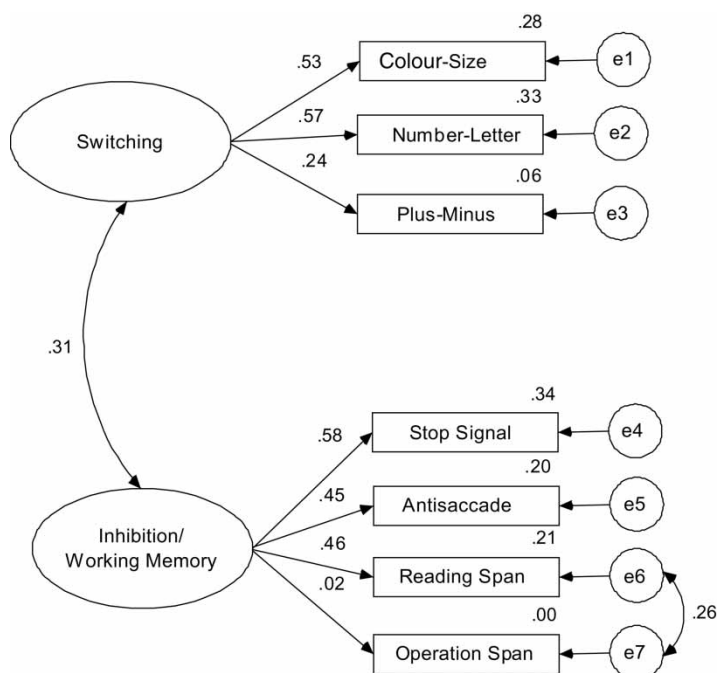 .28
.53
Colour-Size
e1
.33
.57
Switching
Number-Letter
e2
.24
.06
Plus-Minus
e3
.31
.34
.58
Stop Signal
e4
.20
.45
Antisaccade
e5
Inhibition/
Working Memory
.46
.21
Reading Span
e6
.02
.00
.26
Operation Span
e7